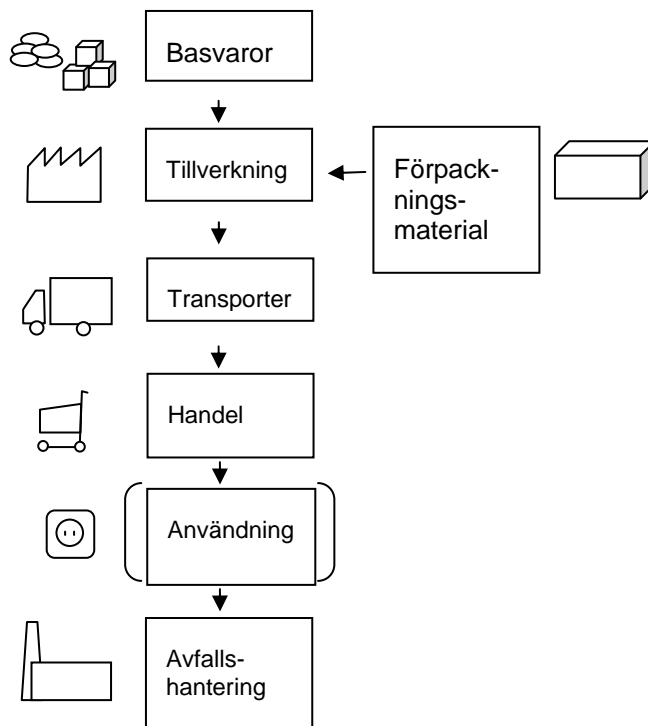 Basvaror
Tillverkning
Förpack-
nings-
material
Transporter
Handel
Användning
Avfalls-
hantering